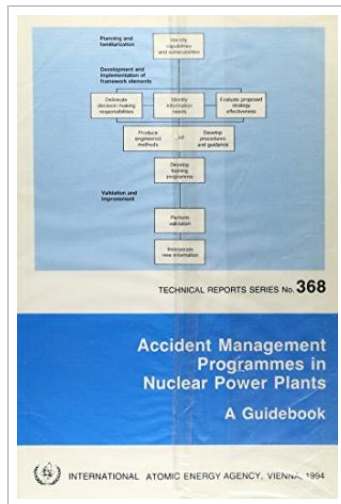 Planning and
familiarization
Identify
capabilities
and vulnerabilities
Development and
implementation of
framework elements
Delineate
decision making
responsibilities
Identify
information
needs
Evaluate proposed
strategy
effectiveness
Produce
engineered
methods
Develop
procedures
and guidance
Develop
training
programme
Validation and
improvement
Perform
validation
Incorporate
new information
TECHNICAL REPORTS SERIES No. 368
Accident Management
Programmes in
Nuclear Power Plants
A Guidebook
INTERNATIONAL ATOMIC ENERGY AGENCY, VIENNA, 1994